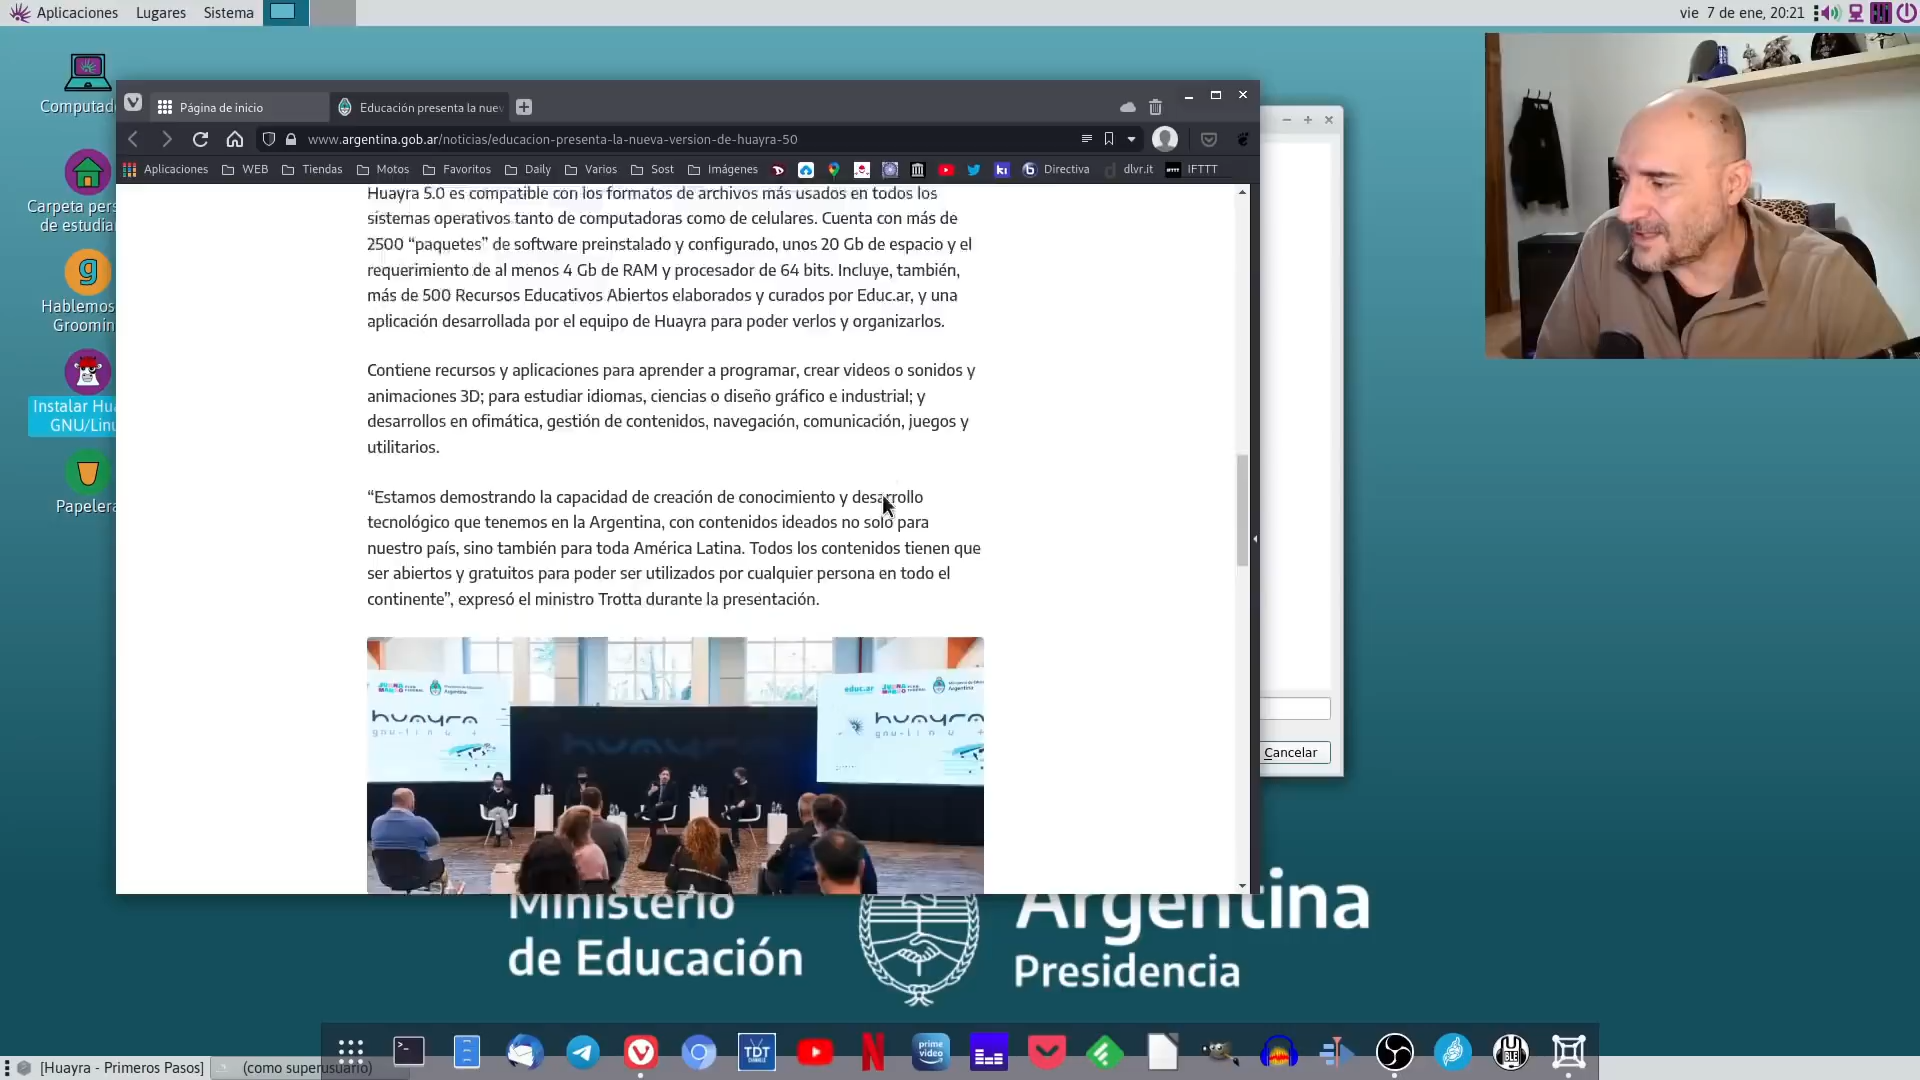 Aplicaciones Lugares Sistema
vie 7 de ene, 20:21
Computad
Carpeta pers
de estudian
Hablemos
Groomin
Instalar Hua
GNU/Linu
Papelera
Página de inicio
Educación presenta la nuev
www.argentina.gob.ar/noticias/educacion-presenta-la-nueva-version-de-huayra-50
Aplicaciones WEB Tiendas Motos Favoritos Daily Varios Sost Imágenes Directiva dlvr.it IFTTT
Huayra 5.0 es compatible con los formatos de archivos más usados en todos los
sistemas operativos tanto de computadoras como de celulares. Cuenta con más de
2500 “paquetes” de software preinstalado y configurado, unos 20 Gb de espacio y el
requerimiento de al menos 4 Gb de RAM y procesador de 64 bits. Incluye, también,
más de 500 Recursos Educativos Abiertos elaborados y curados por Educ.ar, y una
aplicación desarrollada por el equipo de Huayra para poder verlos y organizarlos.
Contiene recursos y aplicaciones para aprender a programar, crear videos o sonidos y
animaciones 3D; para estudiar idiomas, ciencias o diseño gráfico e industrial; y
desarrollos en ofimática, gestión de contenidos, navegación, comunicación, juegos y
utilitarios.
“Estamos demostrando la capacidad de creación de conocimiento y desarrollo
tecnológico que tenemos en la Argentina, con contenidos ideados no solo para
nuestro país, sino también para toda América Latina. Todos los contenidos tienen que
ser abiertos y gratuitos para poder ser utilizados por cualquier persona en todo el
continente”, expresó el ministro Trotta durante la presentación.
educ.ar
huayra
huayra
Cancelar
Ministerio
de Educación
Argentina
Presidencia
TDT
prime
video
[Huayra - Primeros Pasos]
(como superusuario)